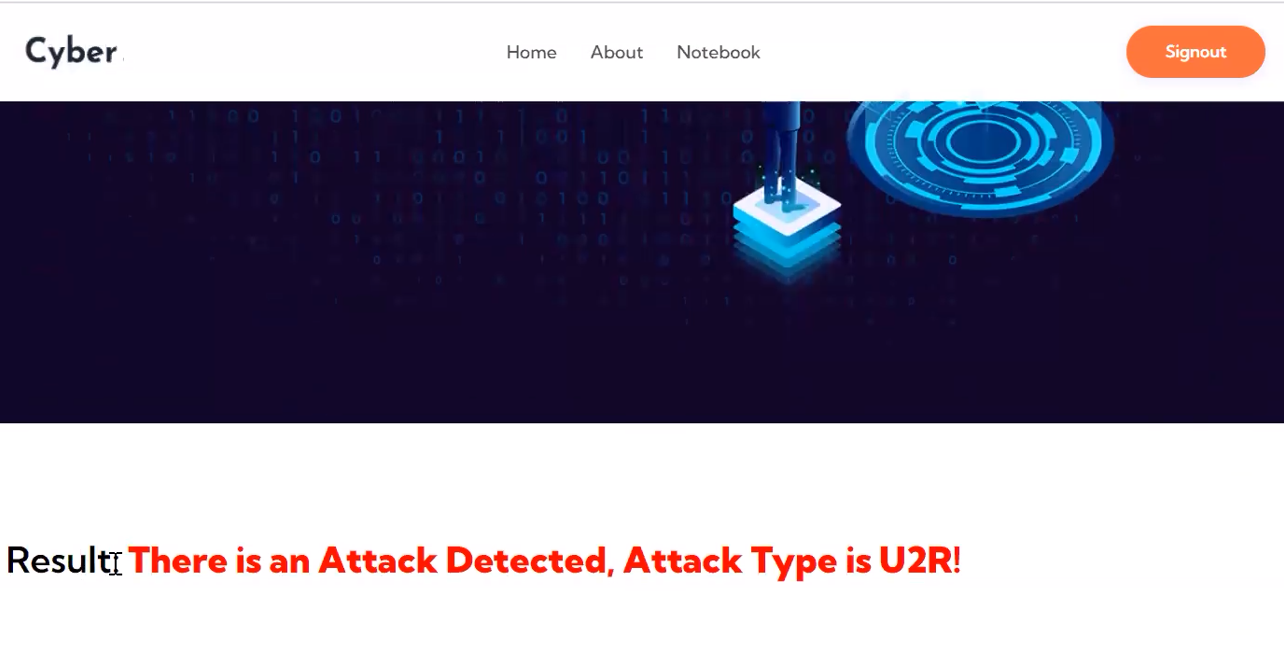 Cyber
Home About Notebook Signout
Result: There is an Attack Detected, Attack Type is U2R!